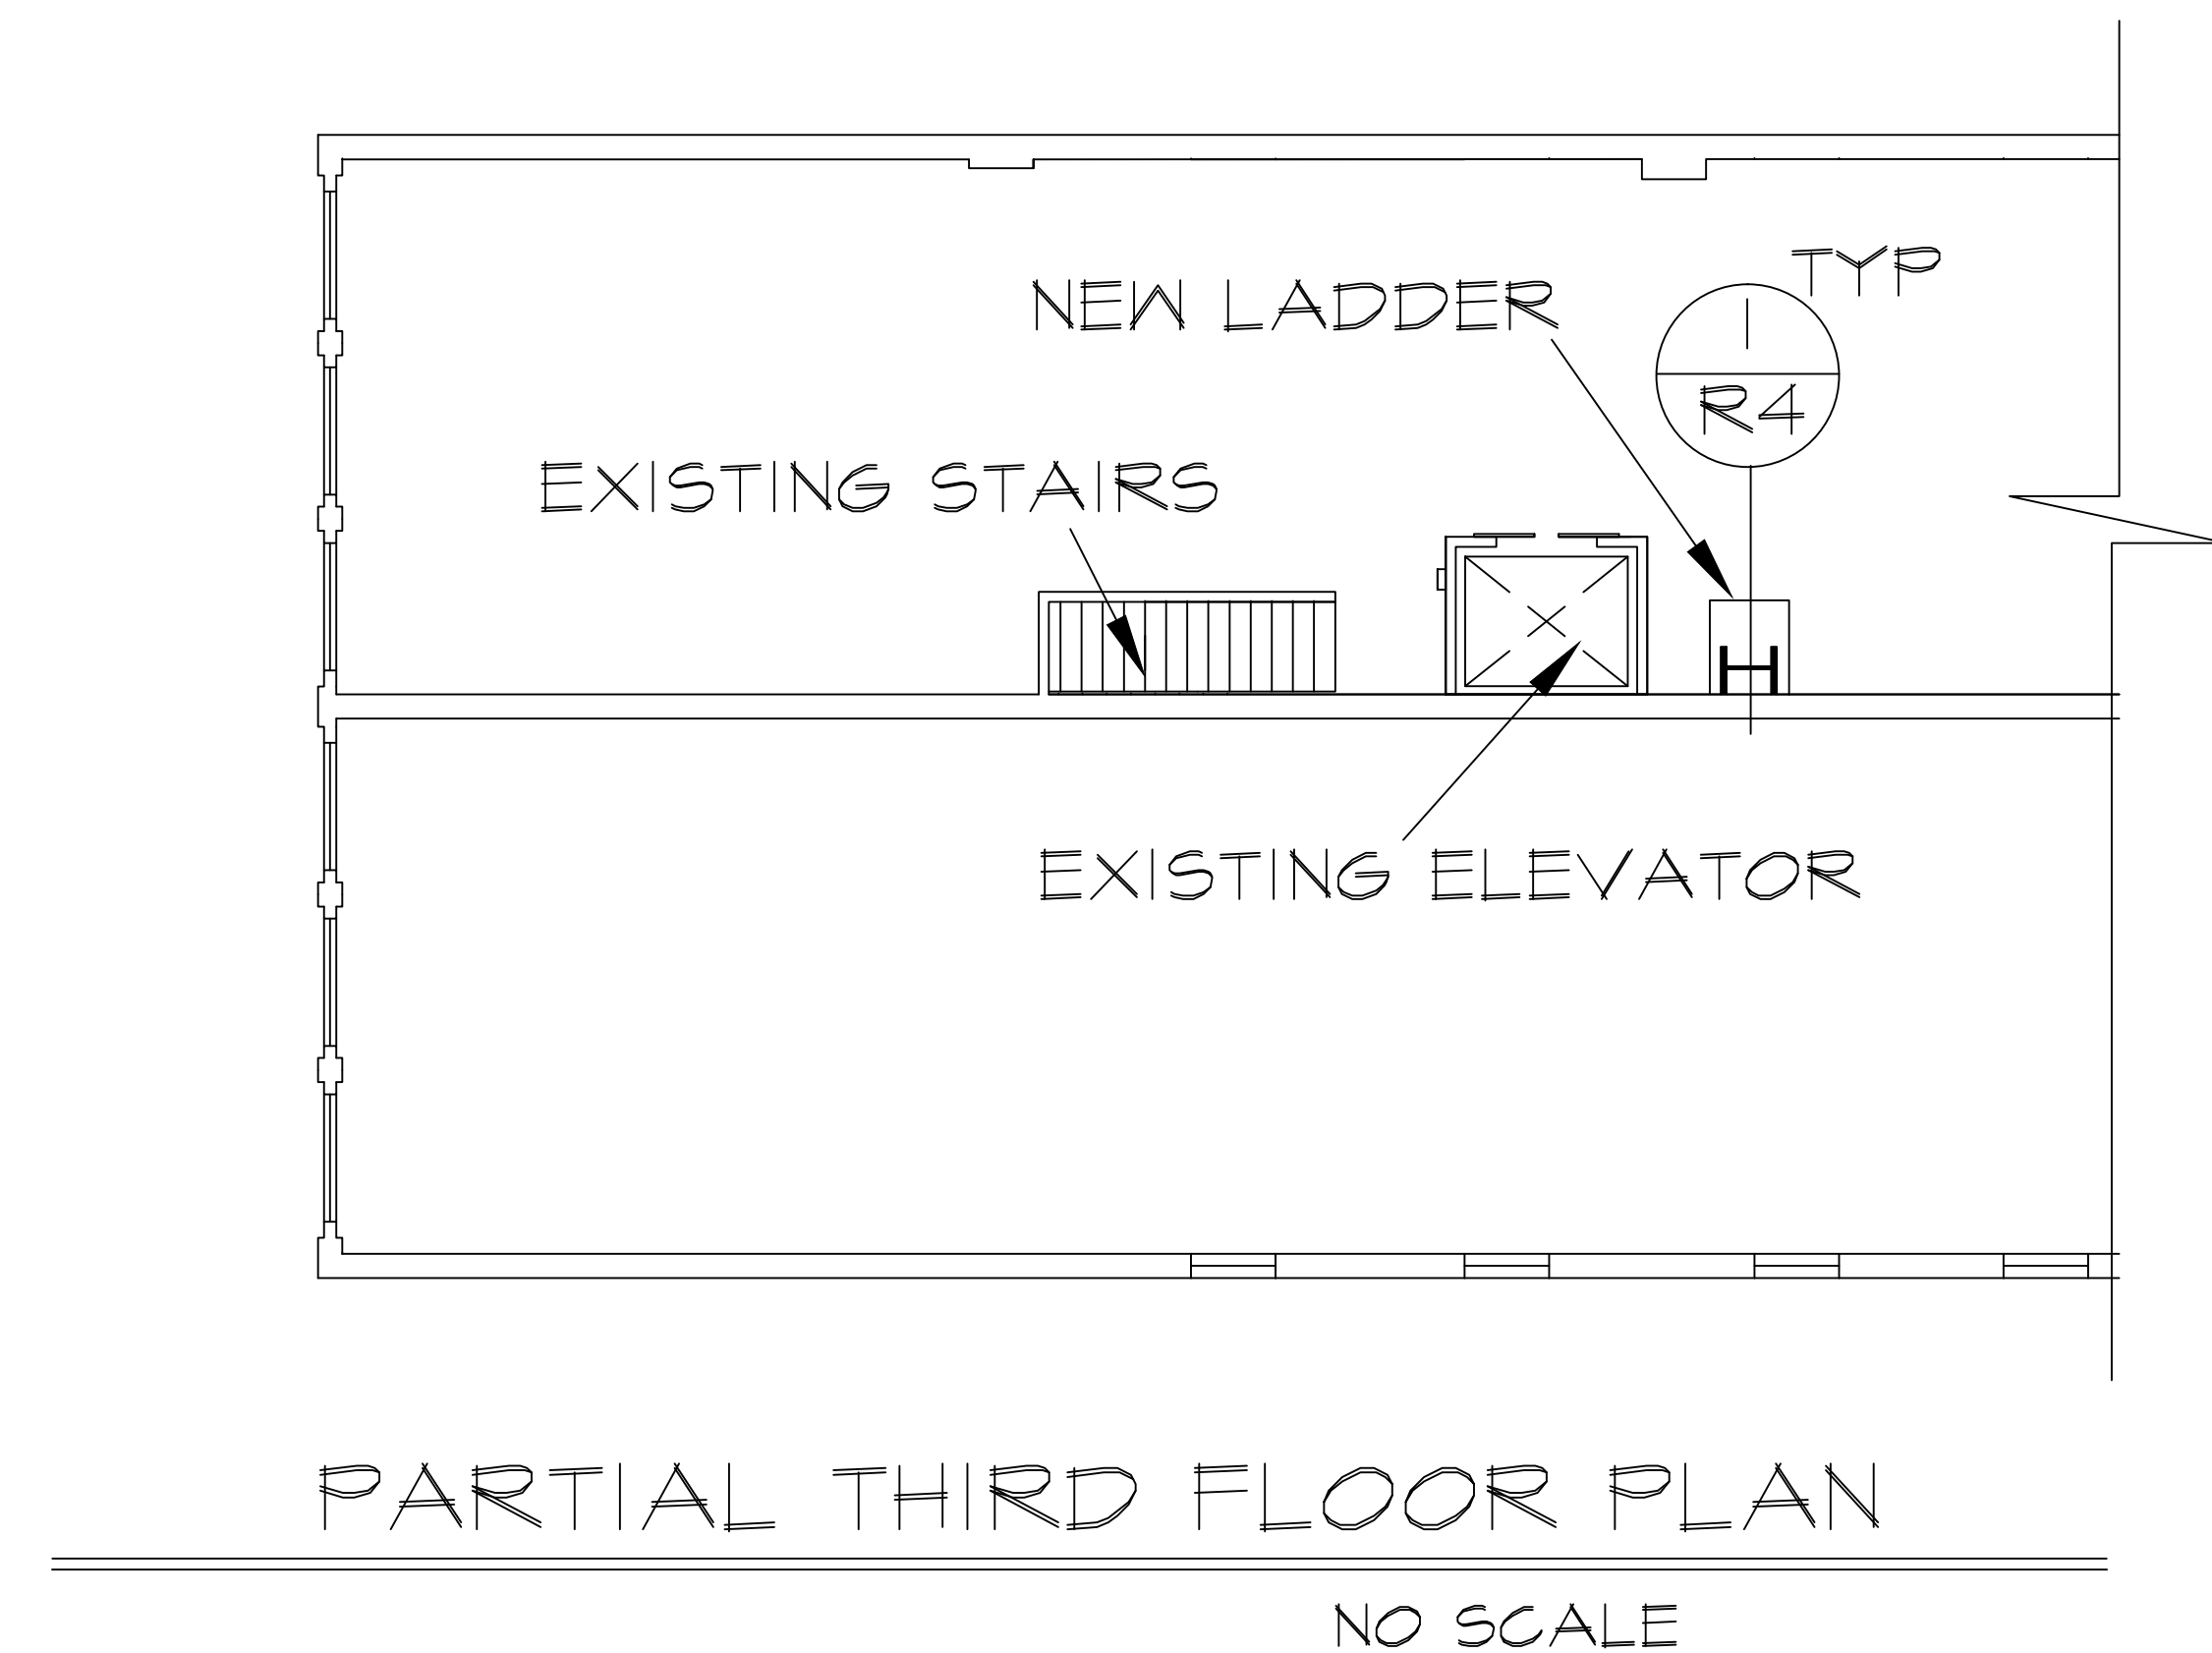 TYP
NEW LADDER
1
R4
EXISTING STAIRS
EXISTING ELEVATOR
PARTIAL THIRD FLOOR PLAN
NO SCALE